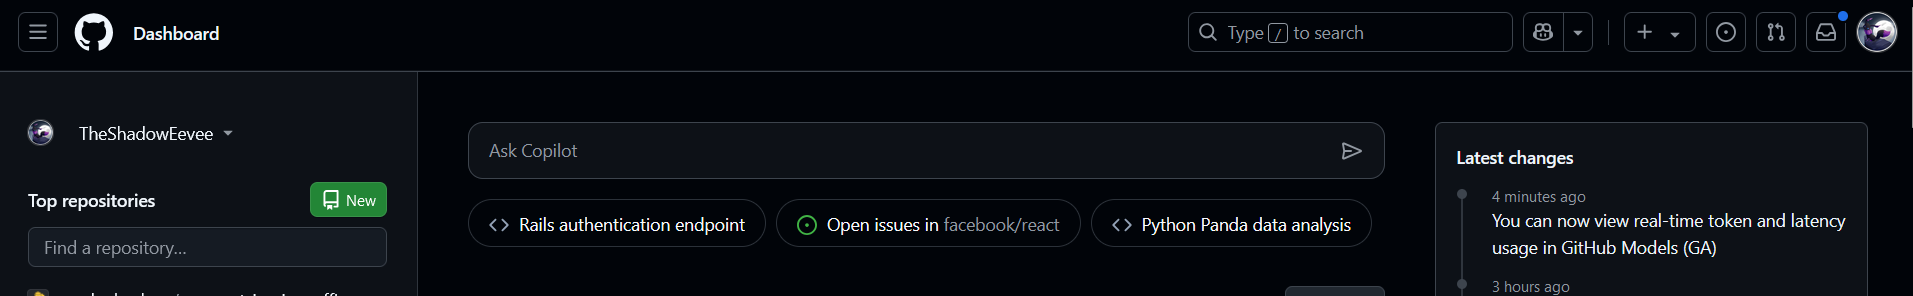 Dashboard
Type / to search
TheShadowEevee
Top repositories
New
Find a repository...
Ask Copilot
Rails authentication endpoint
Open issues in facebook/react
Python Panda data analysis
Latest changes
4 minutes ago
You can now view real-time token and latency
usage in GitHub Models (GA)
3 hours ago